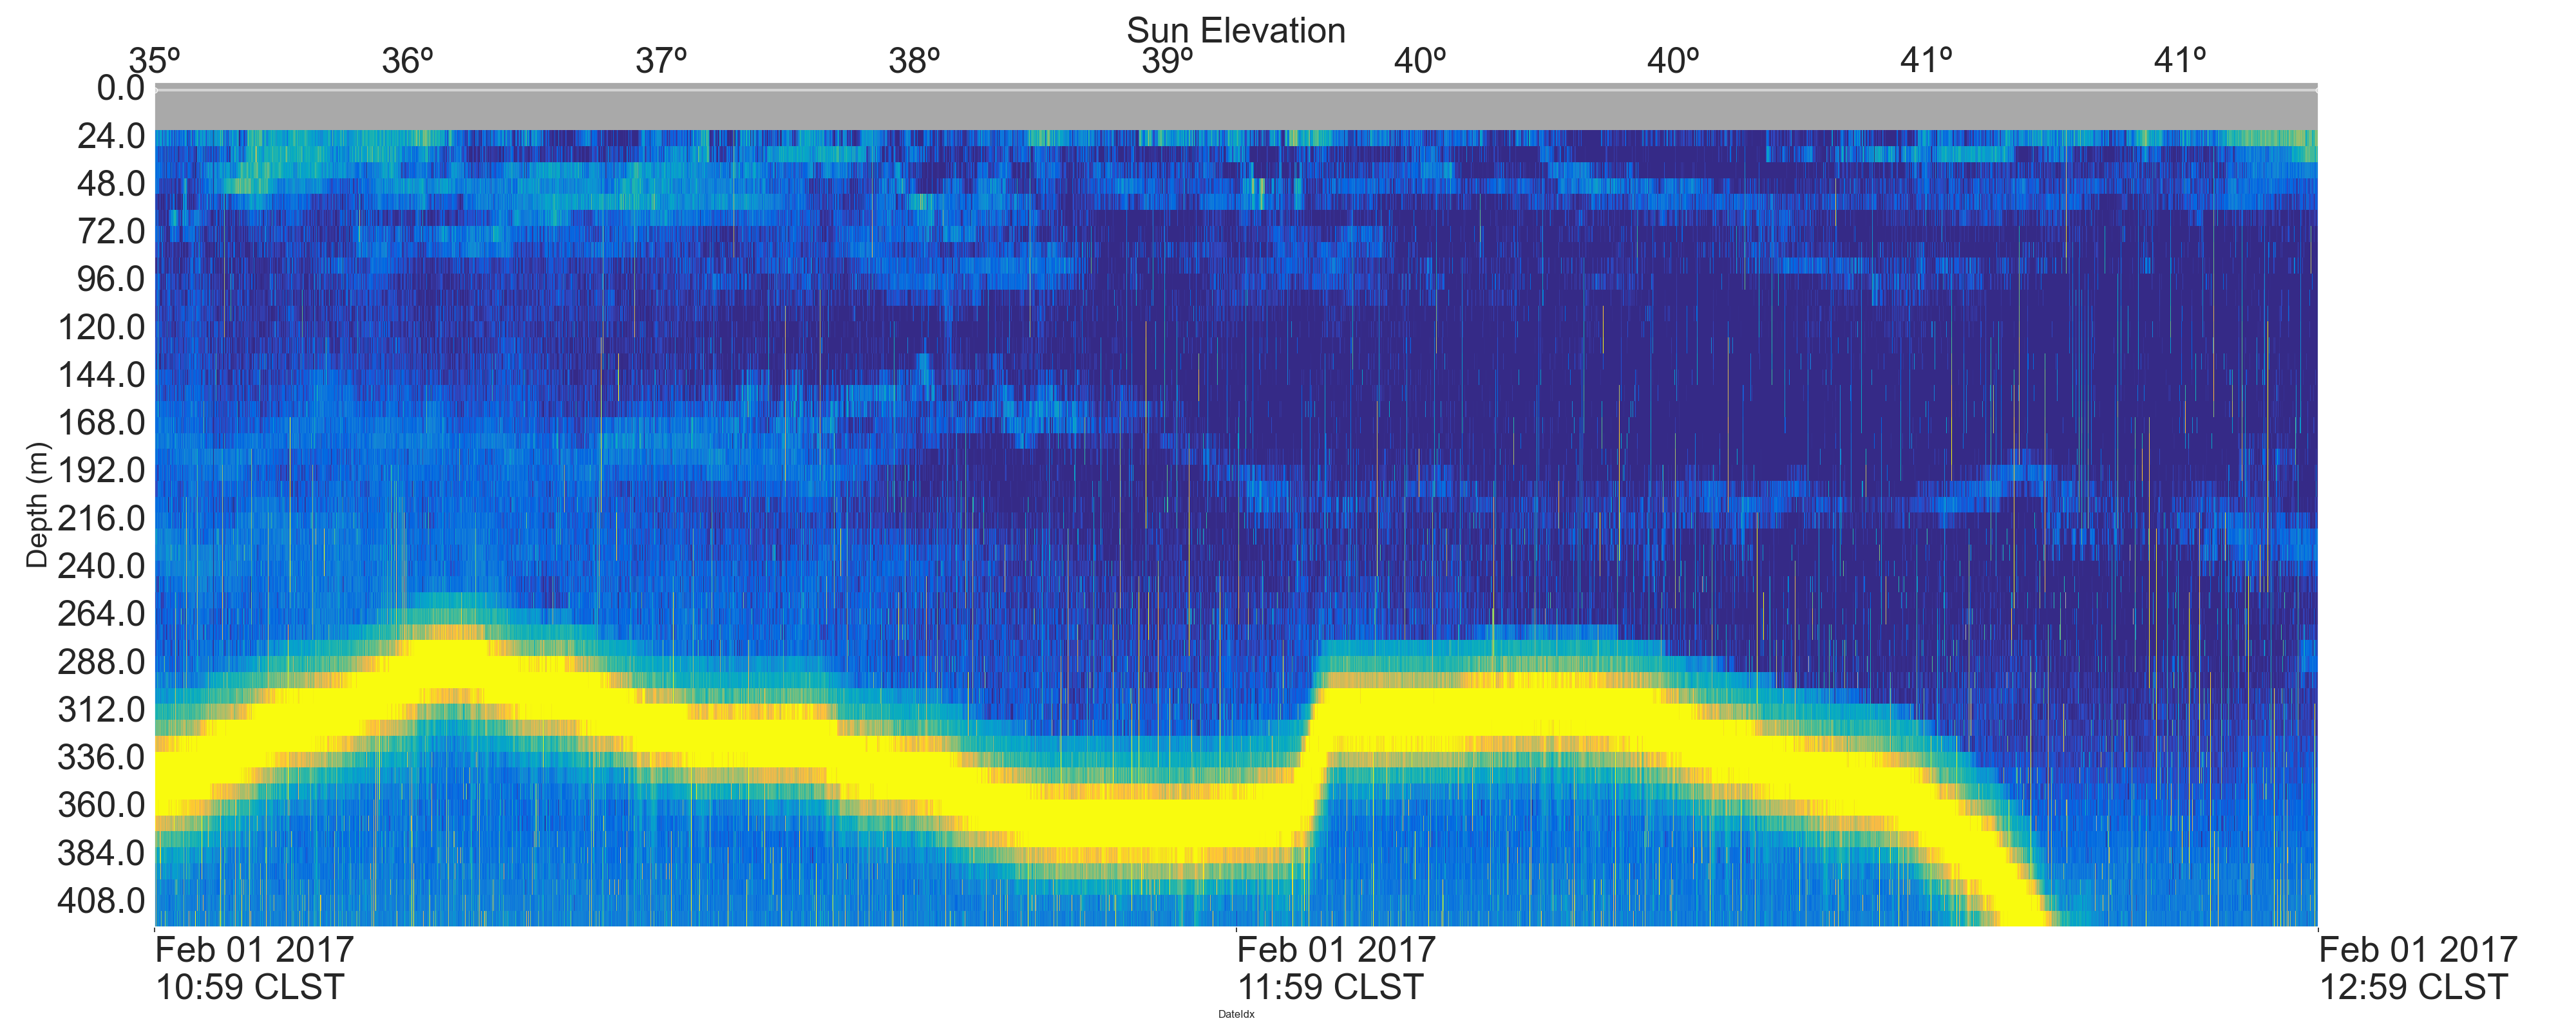 Sun Elevation
35º 36º 37º 38º 39º 40º 40º 41º 41º
0.0
24.0
48.0
72.0
96.0
120.0
144.0
168.0
192.0
216.0
240.0
264.0
288.0
312.0
336.0
360.0
384.0
408.0
Depth (m)
Feb 01 2017
10:59 CLST
Feb 01 2017
11:59 CLST
Feb 01 2017
12:59 CLST
DateIdx